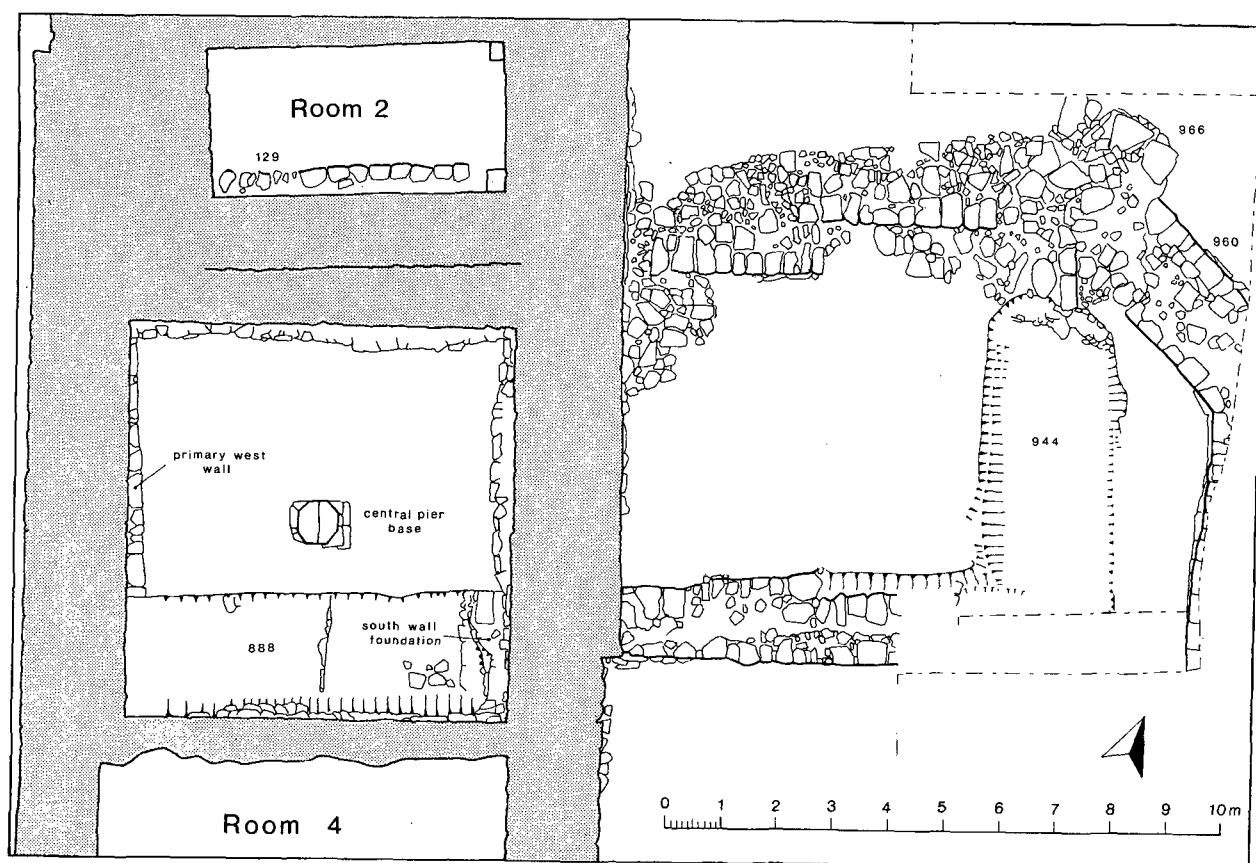 Room 2
129
966
960
primary west
wall
central pier
base
944
south wall
foundation
888
Room 4
0 1 2 3 4 5 6 7 8 9 10m